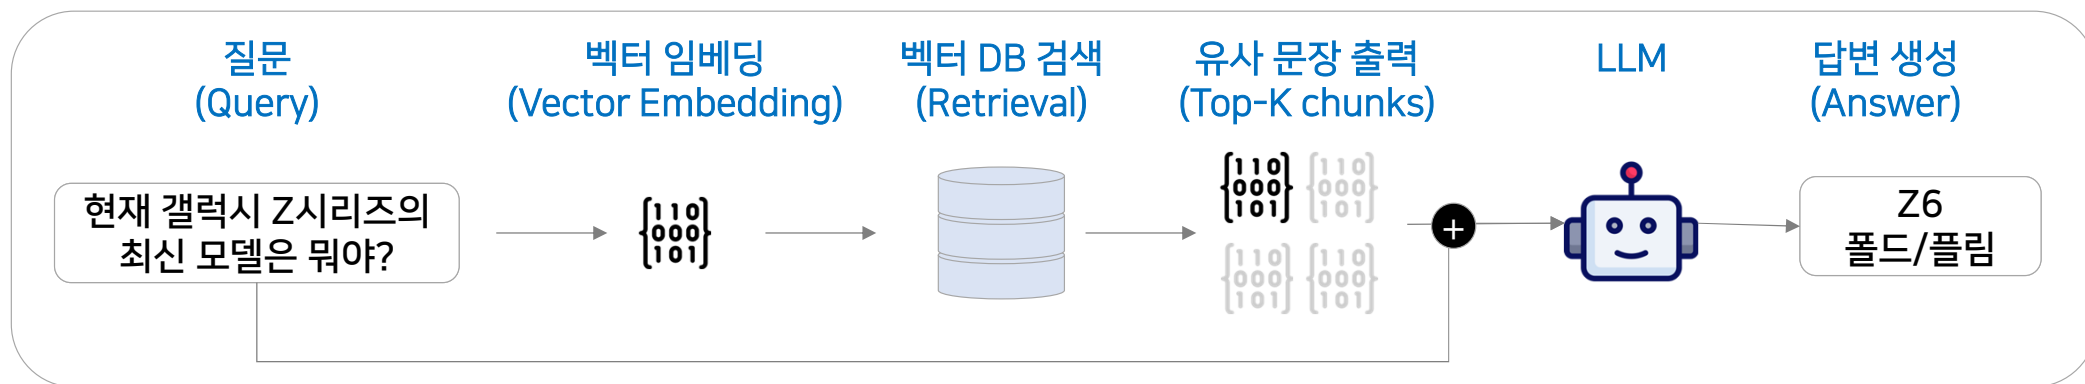 질문
(Query)
벡터 임베딩
(Vector Embedding)
벡터 DB 검색
(Retrieval)
유사 문장 출력
(Top-K chunks)
LLM
답변 생성
(Answer)
현재 갤럭시 Z시리즈의
최신 모델은 뭐야?
110
000
101
110
000
101
110
000
101
110
000
101
110
000
101
+
Z6
폴드/플림